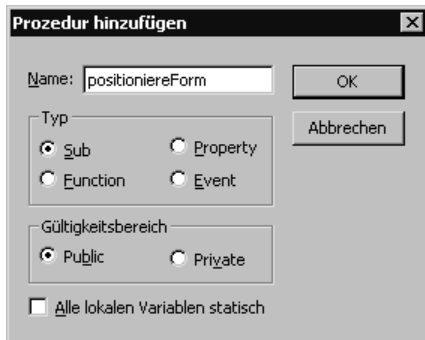 Prozedur hinzufügen
Name: positioniereForm
OK
Abbrechen
Typ
Sub
Property
Function
Event
Gültigkeitsbereich
Public
Private
Alle lokalen Variablen statisch